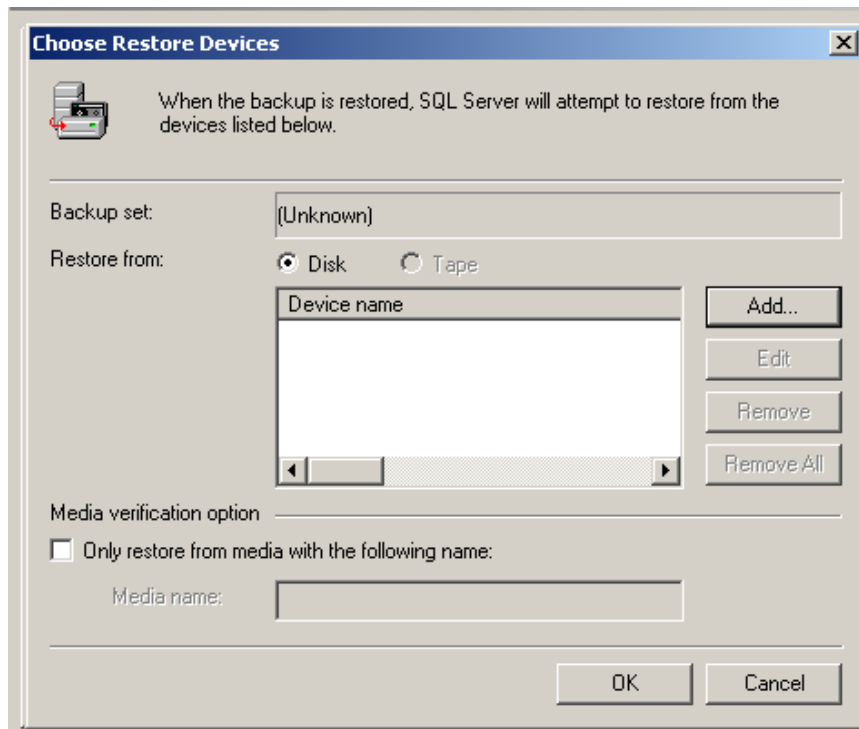 Choose Restore Devices
When the backup is restored, SQL Server will attempt to restore from the
devices listed below.
Backup set:
(Unknown)
Restore from:
Disk
Tape
Device name
Add...
Edit
Remove
Remove All
Media verification option
Only restore from media with the following name:
Media name:
OK
Cancel